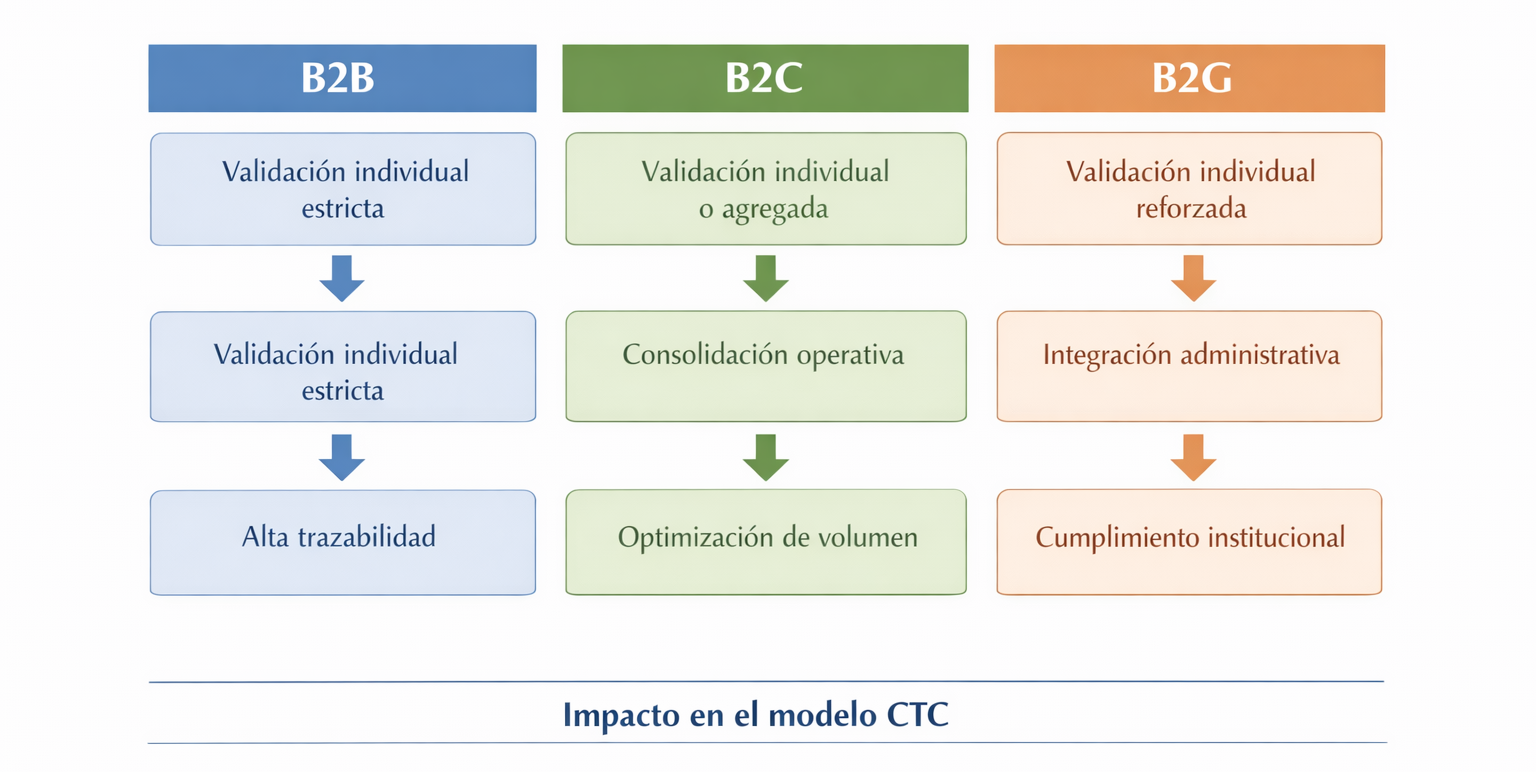 B2B
B2C
B2G
Validación individual
estricta
Validación individual
o agregada
Validación individual
reforzada
Validación individual
estricta
Consolidación operativa
Integración administrativa
Alta trazabilidad
Optimización de volumen
Cumplimiento institucional
Impacto en el modelo CTC